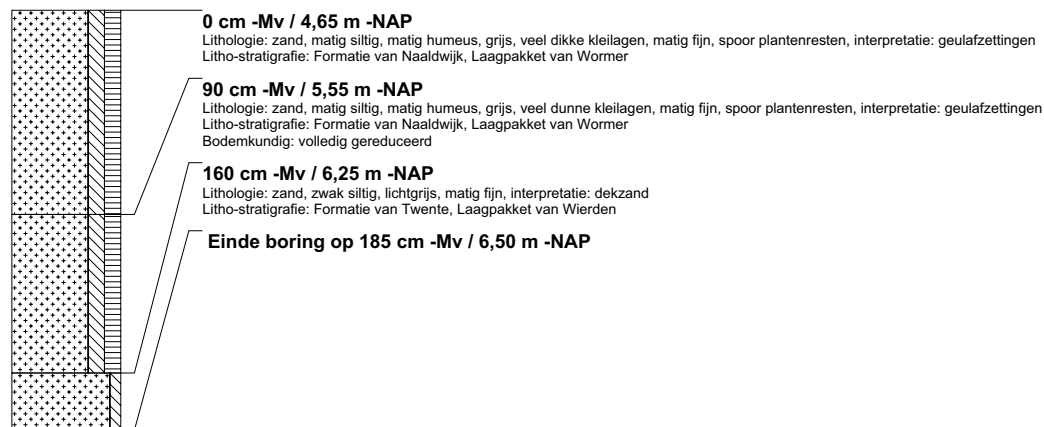 0 cm -Mv / 4,65 m -NAP
Lithologie: zand, matig siltig, matig humeus, grijs, veel dikke kleilagen, matig fijn, spoor plantenresten, interpretatie: geulafzettingen
Litho-stratigrafie: Formatie van Naaldwijk, Laagpakket van Wormer
90 cm -Mv / 5,55 m -NAP
Lithologie: zand, matig siltig, matig humeus, grijs, veel dunne kleilagen, matig fijn, spoor plantenresten, interpretatie: geulafzettingen
Litho-stratigrafie: Formatie van Naaldwijk, Laagpakket van Wormer
Bodemkundig: volledig gereduceerd
160 cm -Mv / 6,25 m -NAP
Lithologie: zand, zwak siltig, lichtgrijs, matig fijn, interpretatie: dekzand
Litho-stratigrafie: Formatie van Twente, Laagpakket van Wierden
Einde boring op 185 cm -Mv / 6,50 m -NAP